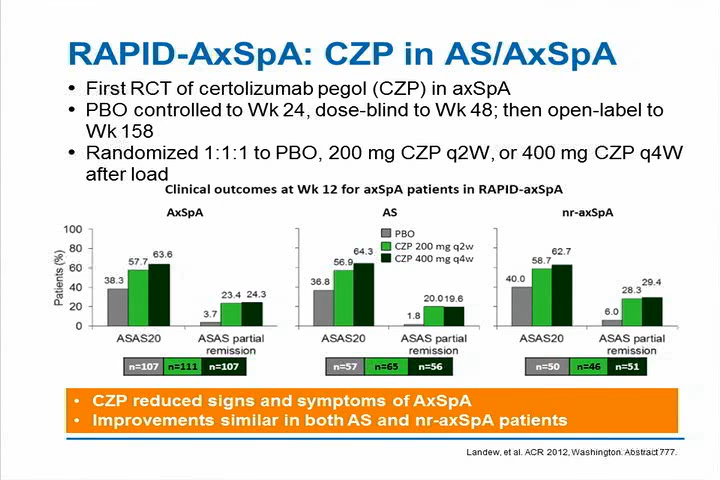 RAPID-AxSpA: CZP in AS/AxSpA
• First RCT of certolizumab pegol (CZP) in axSpA
• PBO controlled to Wk 24, dose-blind to Wk 48; then open-label to
Wk 158
• Randomized 1:1:1 to PBO, 200 mg CZP q2W, or 400 mg CZP q4W
after load
Clinical outcomes at Wk 12 for axSpA patients in RAPID-axSpA
AxSpA
Patients (%)
100
80
60
40
20
0
38.3
57.7
63.6
3.7
23.4
24.3
ASAS20
ASAS partial
remission
n=107
n=111
n=107
AS
PBO
CZP 200 mg q2w
CZP 400 mg q4w
36.8
56.9
64.3
1.8
20.0
19.6
ASAS20
ASAS partial
remission
n=57
n=65
n=56
nr-axSpA
40.0
58.7
62.7
6.0
28.3
29.4
ASAS20
ASAS partial
remission
n=50
n=46
n=51
• CZP reduced signs and symptoms of AxSpA
• Improvements similar in both AS and nr-axSpA patients
Landew, et al. ACR 2012, Washington. Abstract 777.